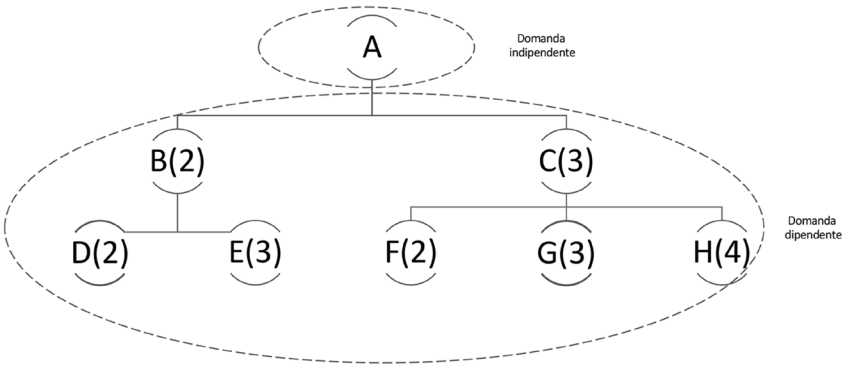 A
Domanda
indipendente
B(2)
C(3)
Domanda
dipendente
D(2)
E(3)
F(2)
G(3)
H(4)